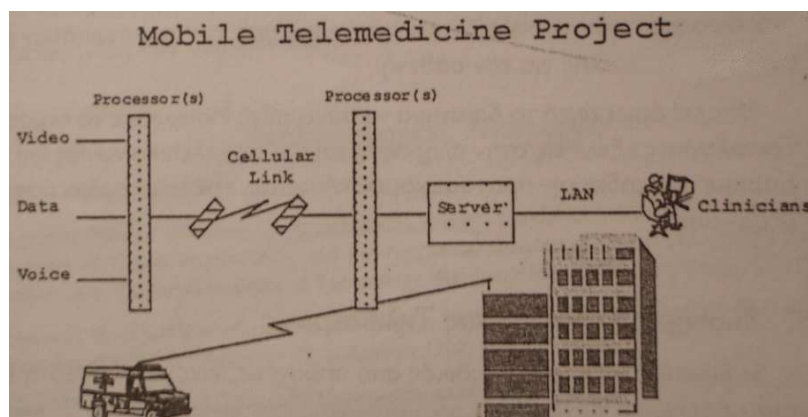 Mobile Telemedicine Project
Processor(s) Processor(s)
Video
Cellular
Link
Data
Server
LAN
Clinicians
Voice